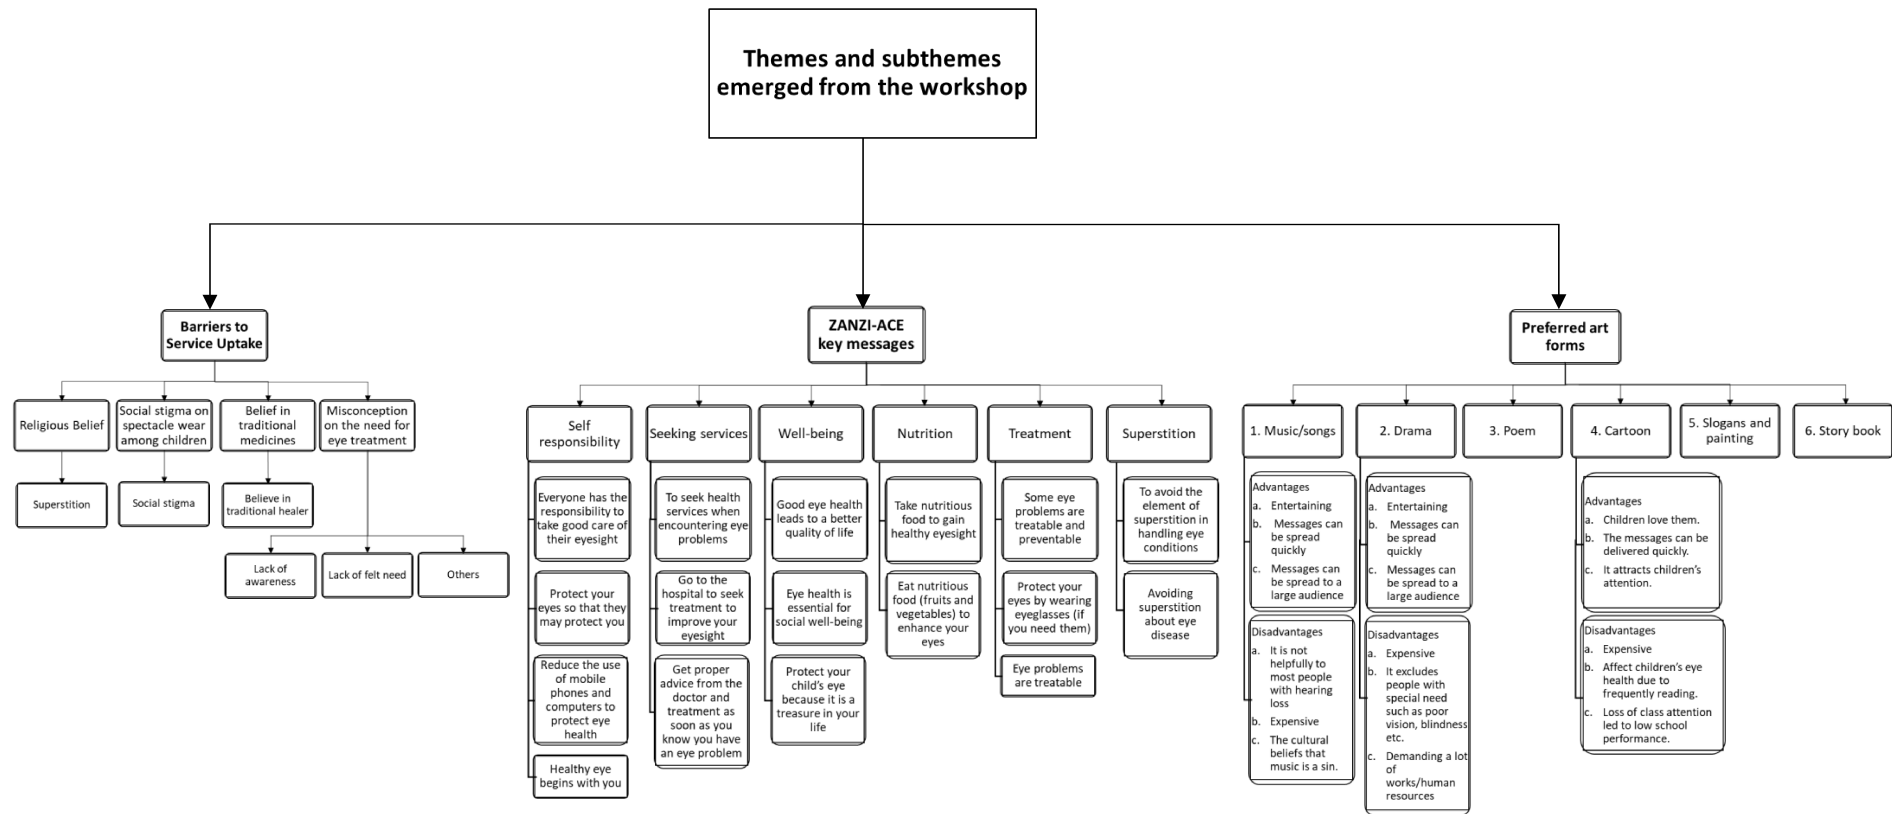 Themes and subthemes
emerged from the workshop
Barriers to
Service Uptake
Religious Belief
Superstition
Social stigma on
spectacle wear
among children
Social stigma
Belief in
traditional
medicines
Believe in
traditional healer
Misconception
on the need for
eye treatment
Lack of
awareness
Lack of felt need
Others
ZANZI-ACE
key messages
Self
responsibility
Everyone has the
responsibility to
take good care of
their eyesight
Protect your
eyes so that they
may protect you
Reduce the use
of mobile
phones and
computers to
protect eye
health
Healthy eye
begins with you
Seeking services
To seek health
services when
encountering eye
problems
Go to the
hospital to seek
treatment to
improve your
eyesight
Get proper
advice from the
doctor and
treatment as
soon as you
know you have
an eye problem
Well-being
Good eye health
leads to a better
quality of life
Eye health is
essential for
social well-being
Protect your
child's eye
because it is a
treasure in your
life
Nutrition
Take nutritious
food to gain
healthy eyesight
Eat nutritious
food (fruits and
vegetables) to
enhance your
eyes
Treatment
Some eye
problems are
treatable and
preventable
Protect your
eyes by wearing
eyeglasses (if
you need them)
Eye problems
are treatable
Superstition
To avoid the
element of
superstition in
handling eye
conditions
Avoiding
superstition
about eye
disease
Preferred art
forms
1. Music/songs
Advantages
a. Entertaining
b. Messages can
be spread
quickly
c. Messages can
be spread to a
large audience
Disadvantages
a. It is not
helpfully to
most people
with hearing
loss
b. Expensive
c. The cultural
beliefs that
music is a sin.
2. Drama
Advantages
a. Entertaining
b. Messages can
be spread
quickly
c. Messages can
be spread to a
large audience
Disadvantages
a. Expensive
b. It excludes
people with
special need
such as poor
vision, blindness
etc.
c. Demanding a lot
of
works/human
resources
3. Poem
4. Cartoon
Advantages
a. Children love them.
b. The messages can be
delivered quickly.
c. It attracts children's
attention.
Disadvantages
a. Expensive
b. Affect children's eye
health due to
frequently reading.
c. Loss of class attention
led to low school
performance.
5. Slogans and
painting
6. Story book